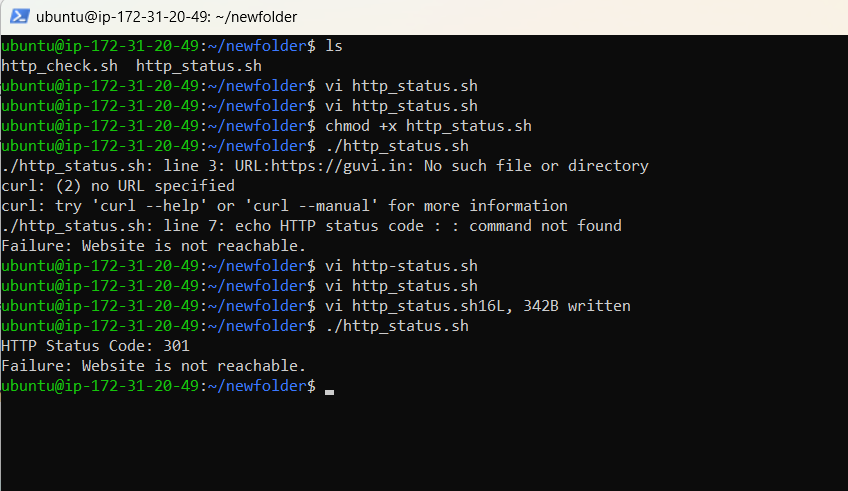 ubuntu@ip-172-31-20-49: ~/newfolder
ubuntu@ip-172-31-20-49:~/newfolder$ ls
http_check.sh  http_status.sh
ubuntu@ip-172-31-20-49:~/newfolder$ vi http_status.sh
ubuntu@ip-172-31-20-49:~/newfolder$ vi http_status.sh
ubuntu@ip-172-31-20-49:~/newfolder$ chmod +x http_status.sh
ubuntu@ip-172-31-20-49:~/newfolder$ ./http_status.sh
./http_status.sh: line 3: URL:https://guvi.in: No such file or directory
curl: (2) no URL specified
curl: try 'curl --help' or 'curl --manual' for more information
./http_status.sh: line 7: echo HTTP status code : : command not found
Failure: Website is not reachable.
ubuntu@ip-172-31-20-49:~/newfolder$ vi http-status.sh
ubuntu@ip-172-31-20-49:~/newfolder$ vi http_status.sh
ubuntu@ip-172-31-20-49:~/newfolder$ vi http_status.sh16L, 342B written
ubuntu@ip-172-31-20-49:~/newfolder$ ./http_status.sh
HTTP Status Code: 301
Failure: Website is not reachable.
ubuntu@ip-172-31-20-49:~/newfolder$